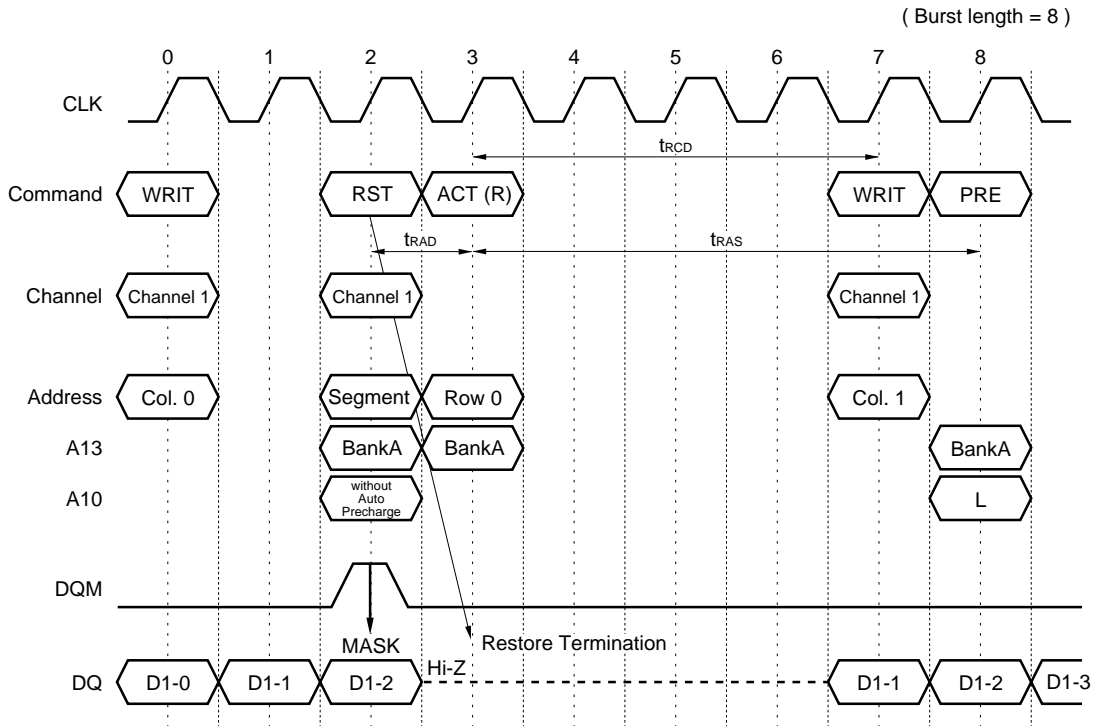 ( Burst length = 8 )
0 1 2 3 4 5 6 7 8
CLK
tRCD
Command WRIT RST ACT (R) WRIT PRE
tRAD tRAS
Channel Channel 1 Channel 1 Channel 1
Address Col. 0 Segment Row 0 Col. 1
A13 BankA BankA BankA
A10 without Auto Precharge L
DQM
MASK Restore Termination
Hi-Z
DQ D1-0 D1-1 D1-2 D1-1 D1-2 D1-3